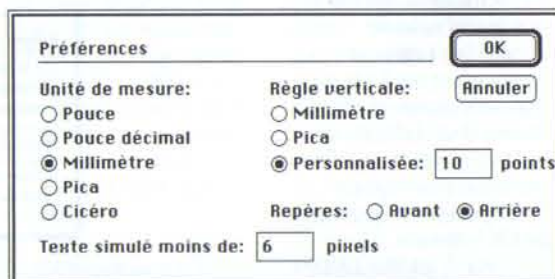 Préférences
OK
Unité de mesure:
Règle verticale:
Annuler
Pouce
Millimètre
Pouce décimal
Pica
Millimètre
Personnalisée: 10 points
Pica
Cicéro
Repères: Avant Arrière
Texte simulé moins de: 6 pixels